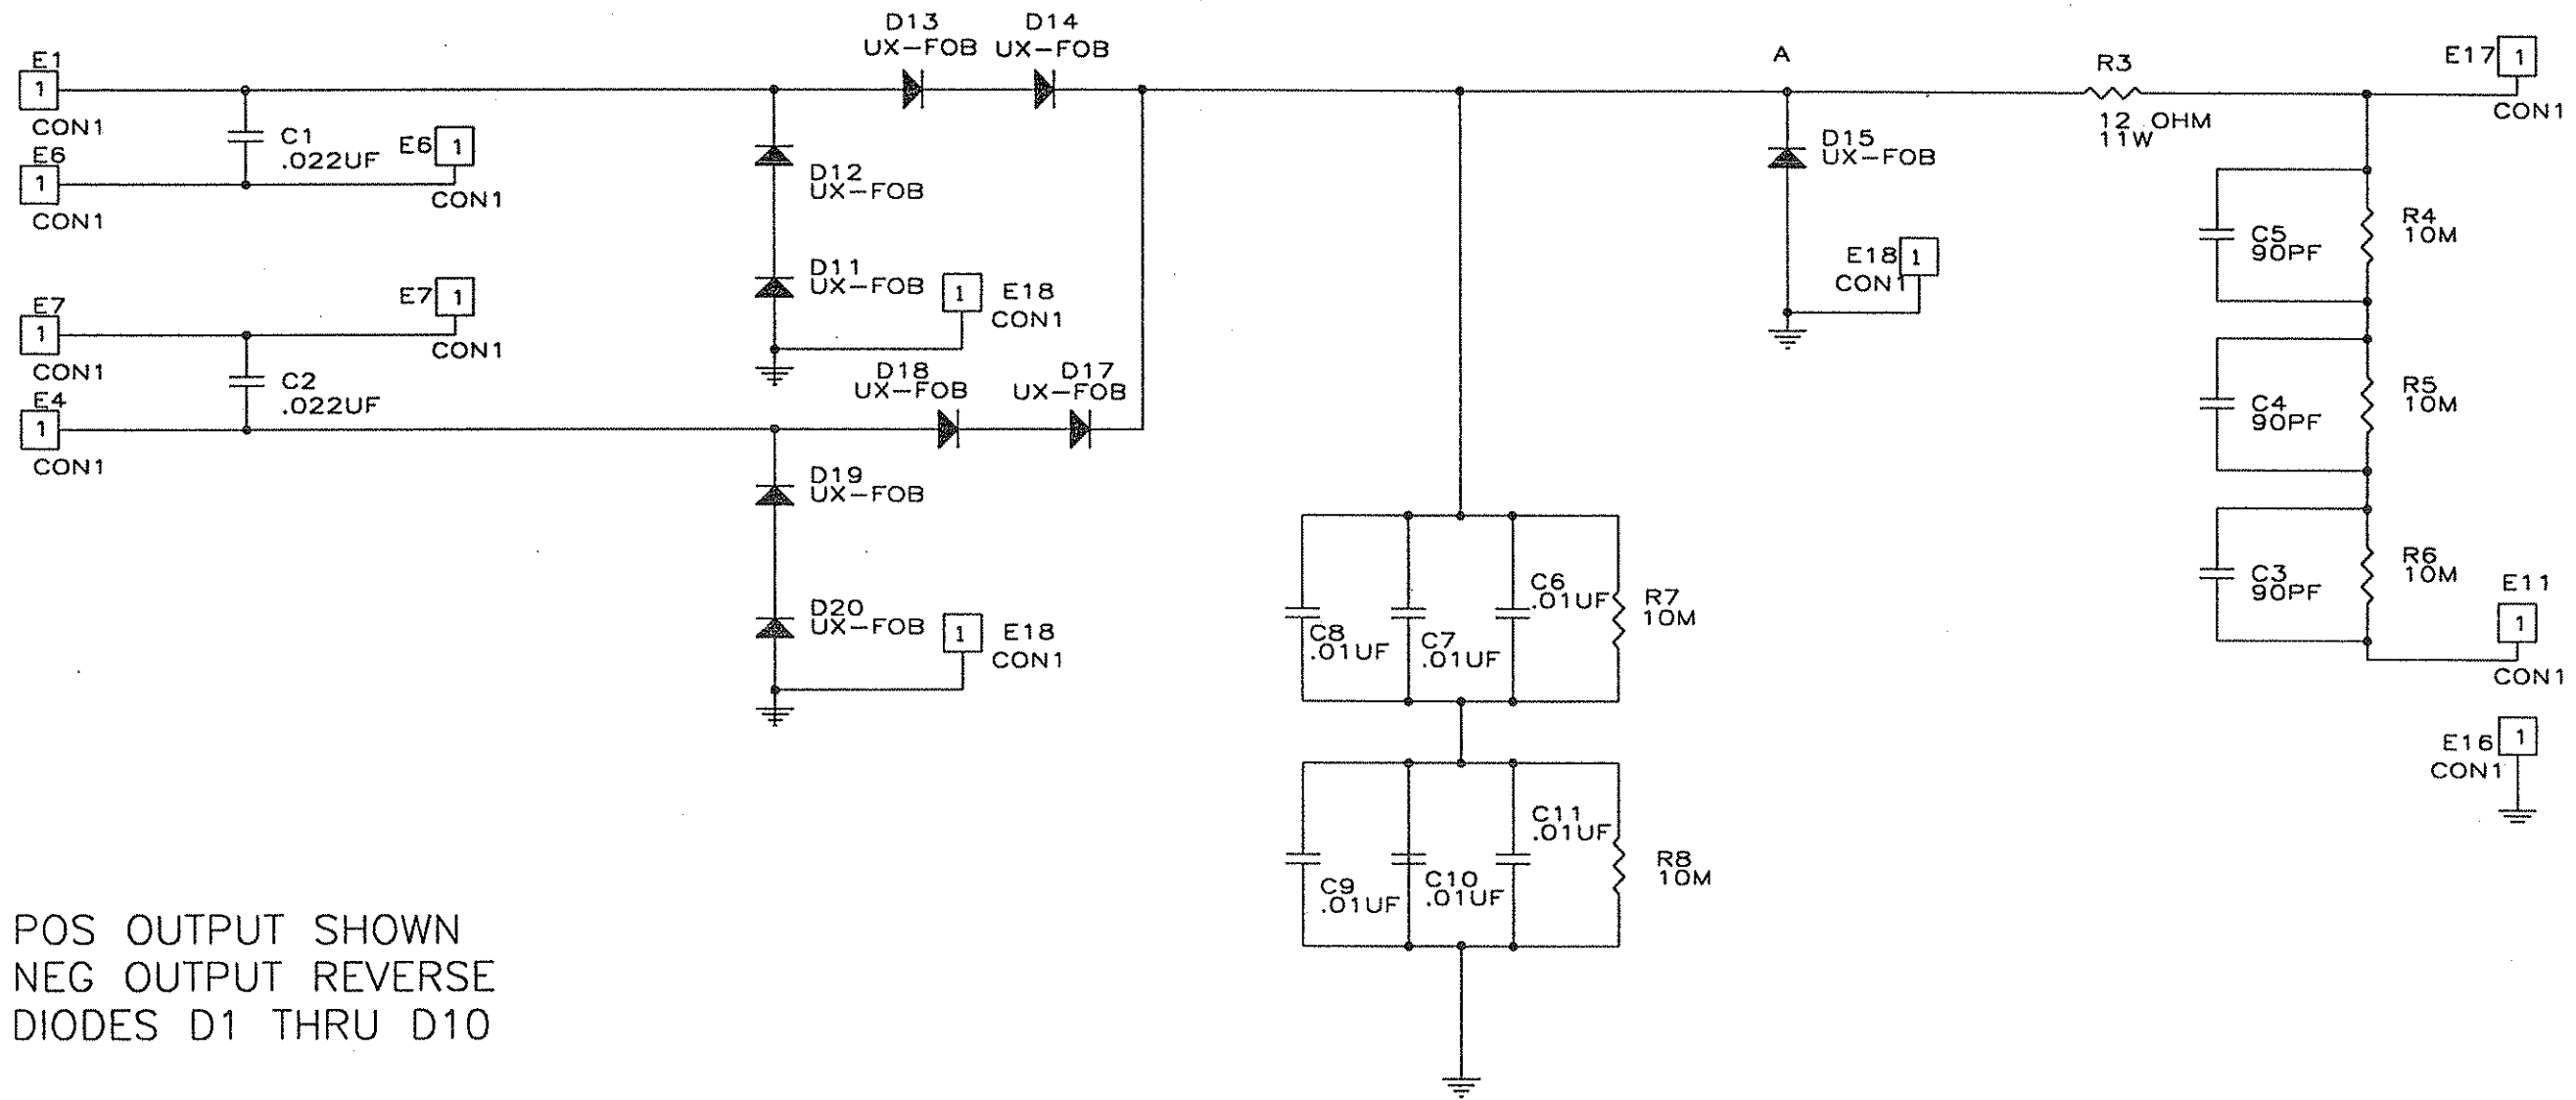 D13
UX-FOB
D14
UX-FOB
A
R3
12 OHM
11W
E17
1
CON1
E1
1
CON1
C1
.022UF
E6
1
CON1
E6
1
CON1
D12
UX-FOB
D11
UX-FOB
1
E18
CON1
D15
UX-FOB
E18
1
CON1
C5
90PF
R4
10M
E7
1
CON1
E7
1
CON1
C2
.022UF
E4
1
CON1
D18
UX-FOB
D17
UX-FOB
C4
90PF
R5
10M
D19
UX-FOB
D20
UX-FOB
1
E18
CON1
C8
.01UF
C7
.01UF
C6
.01UF
R7
10M
C3
90PF
R6
10M
E11
1
CON1
E16
1
CON1
C9
.01UF
C10
.01UF
C11
.01UF
R8
10M
POS OUTPUT SHOWN
NEG OUTPUT REVERSE
DIODES D1 THRU D10